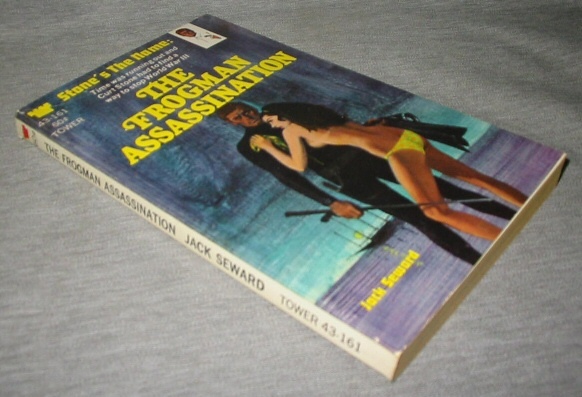 Stone's The Name:
Time was running out and
Curt Stone had to find a
way to stop World War III
THE
FROGMAN
ASSASSINATION
43-161
60¢
TOWER
Jack Seward
THE FROGMAN ASSASSINATION JACK SEWARD TOWER 43-161